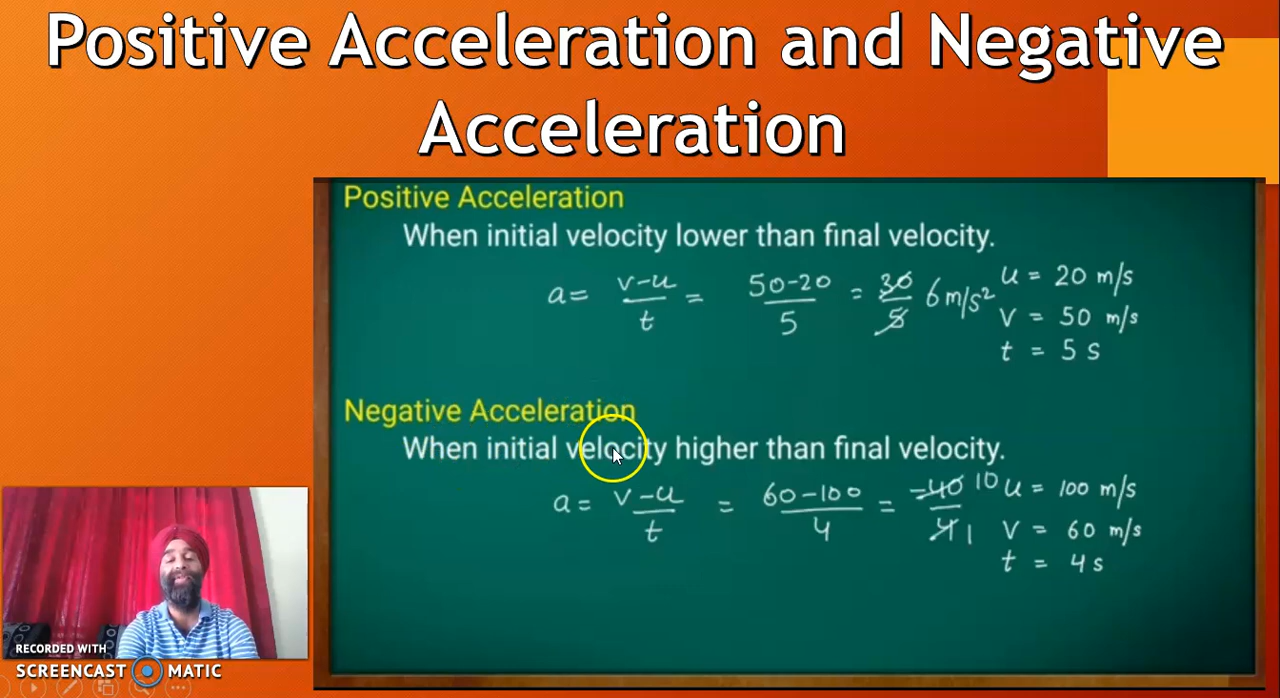 Positive Acceleration and Negative
Acceleration
Positive Acceleration
When initial velocity lower than final velocity.
a = v-u/t = 50-20/5 = 30/5 6 m/s²
u = 20 m/s
v = 50 m/s
t = 5 s
Negative Acceleration
When initial velocity higher than final velocity.
a = v-u/t = 60-100/4 = -40/4 10 1
u = 100 m/s
v = 60 m/s
t = 4 s
RECORDED WITH
SCREENCAST MATIC